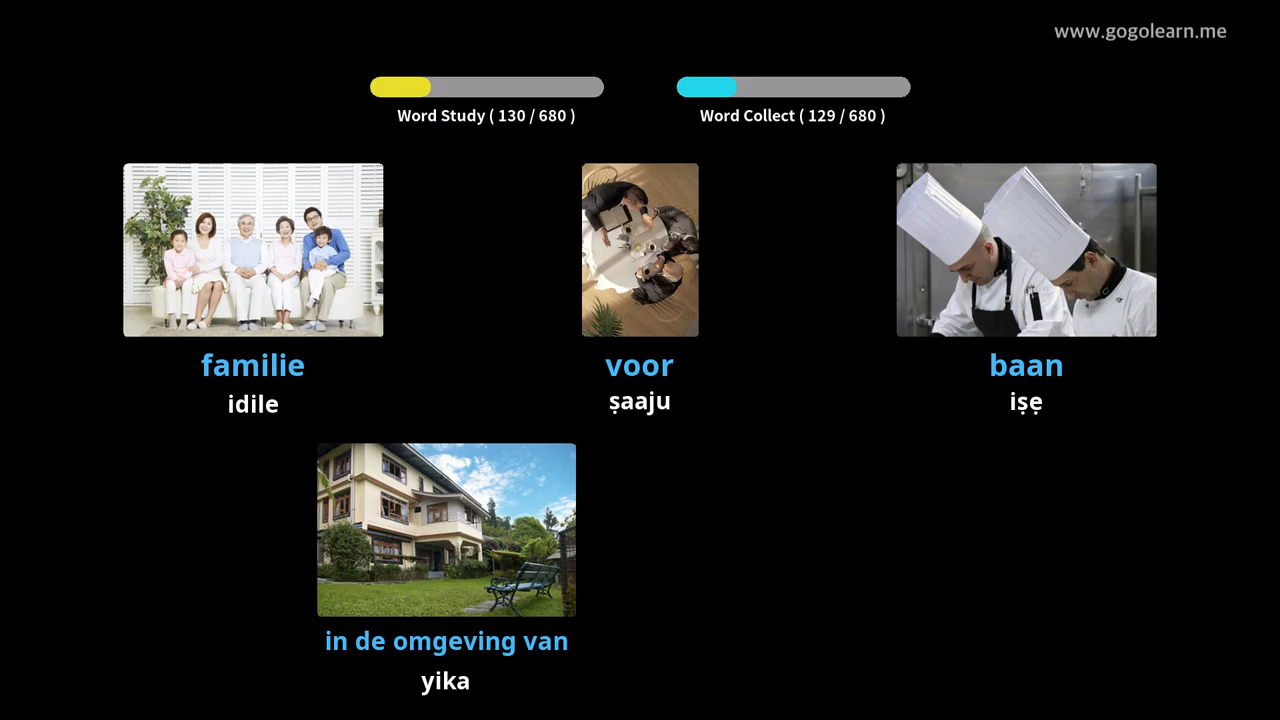 www.gogolearn.me
Word Study ( 130 / 680 )
Word Collect ( 129 / 680 )
familie
voor
baan
idile
ṣaaju
iṣẹ
in de omgeving van
yika